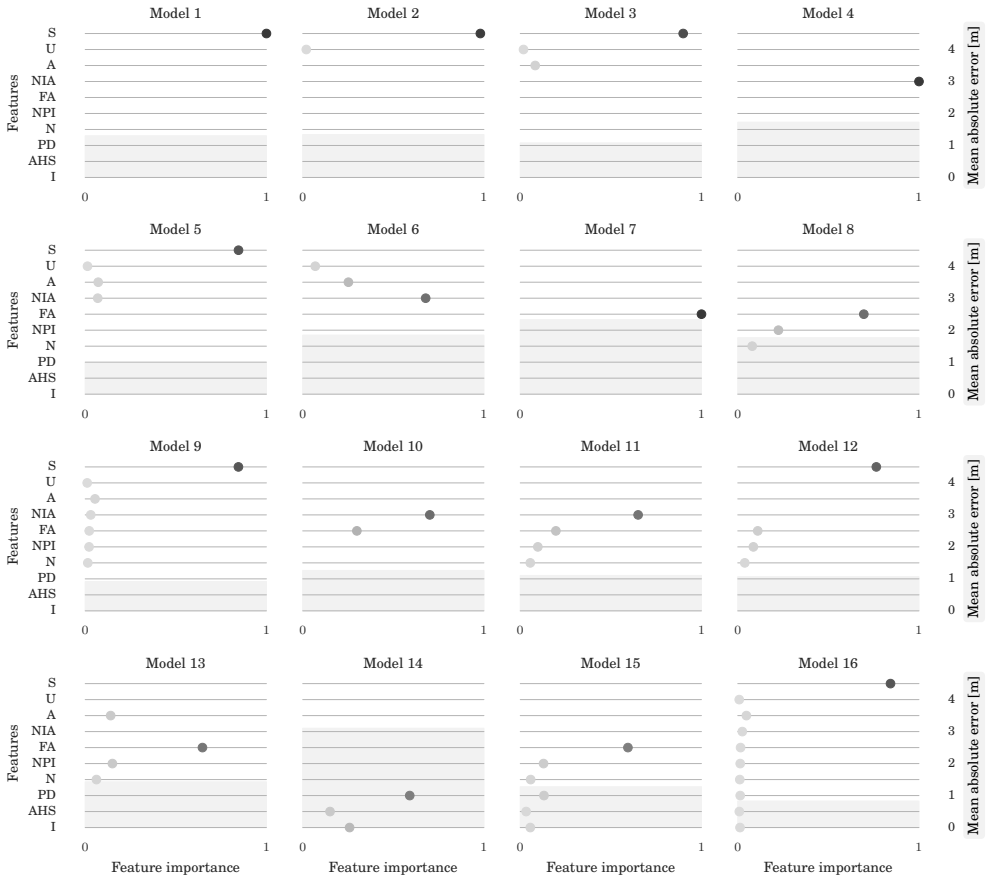 Model 1 Model 2 Model 3 Model 4
S
U 4
A
NIA 3
FA
NPI 2
N
PD 1
AHS
I 0
Features
Mean absolute error [m]
0 1 0 1 0 1 0 1
Model 5 Model 6 Model 7 Model 8
S
U 4
A
NIA 3
FA
NPI 2
N
PD 1
AHS
I 0
Features
Mean absolute error [m]
0 1 0 1 0 1 0 1
Model 9 Model 10 Model 11 Model 12
S
U 4
A
NIA 3
FA
NPI 2
N
PD 1
AHS
I 0
Features
Mean absolute error [m]
0 1 0 1 0 1 0 1
Model 13 Model 14 Model 15 Model 16
S
U 4
A
NIA 3
FA
NPI 2
N
PD 1
AHS
I 0
Features
Mean absolute error [m]
0 1 0 1 0 1 0 1
Feature importance Feature importance Feature importance Feature importance